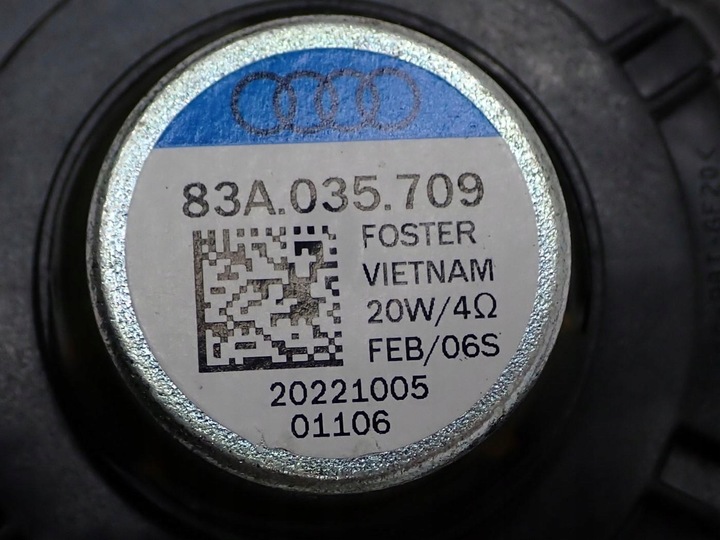 83A.035.709
FOSTER
VIETNAM
20W/4Ω
FEB/06S
20221005
01106